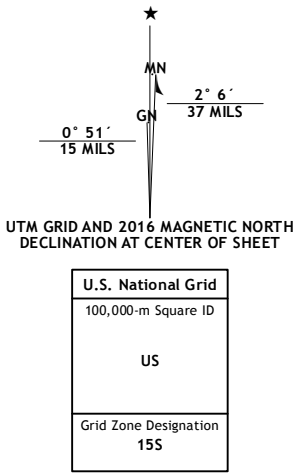 MN
2° 6´
37 MILS
GN
0° 51´
15 MILS
UTM GRID AND 2016 MAGNETIC NORTH
DECLINATION AT CENTER OF SHEET
U.S. National Grid
100,000-m Square ID
US
Grid Zone Designation
15S